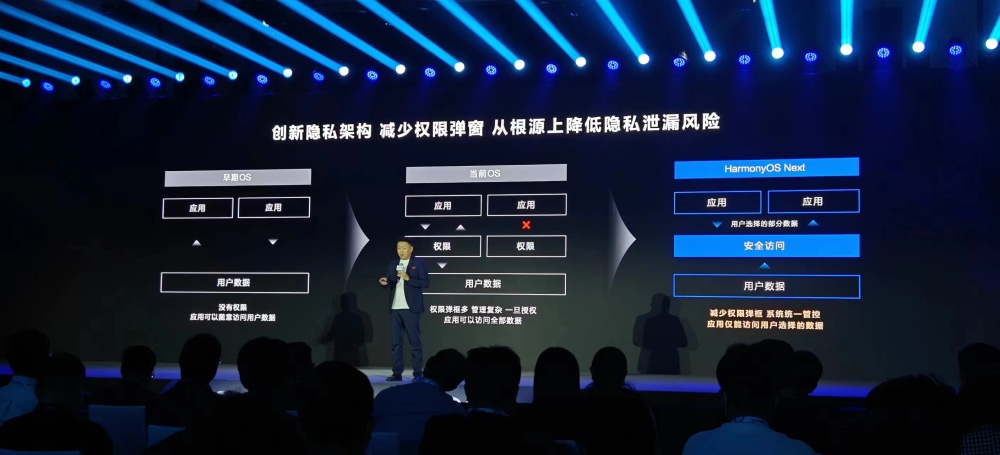 创新隐私架构 减少权限弹窗 从根源上降低隐私泄漏风险
早期OS
应用 应用
用户数据
没有权限
应用可以随意访问用户数据
当前OS
应用 应用
权限 权限
用户数据
权限弹框多 管理复杂 一旦授权
应用可以访问全部数据
HarmonyOS Next
应用 应用
用户选择的部分数据
安全访问
用户数据
减少权限弹框 系统统一管控
应用仅能访问用户选择的数据